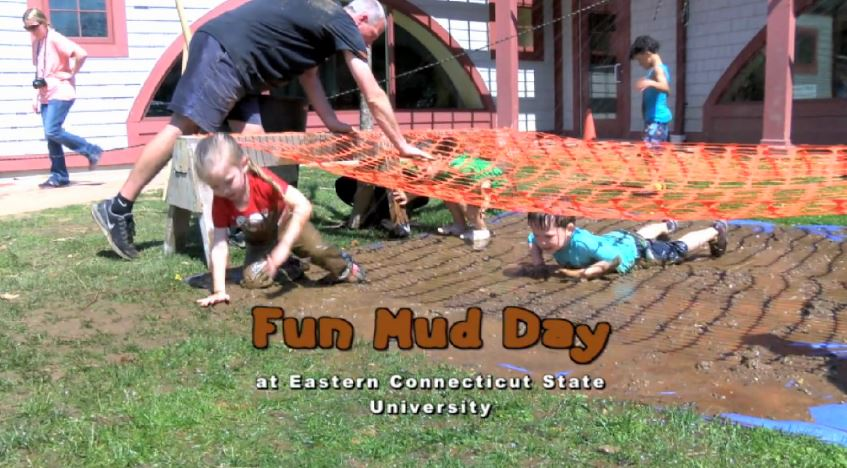 Fun Mud Day
at Eastern Connecticut State
University